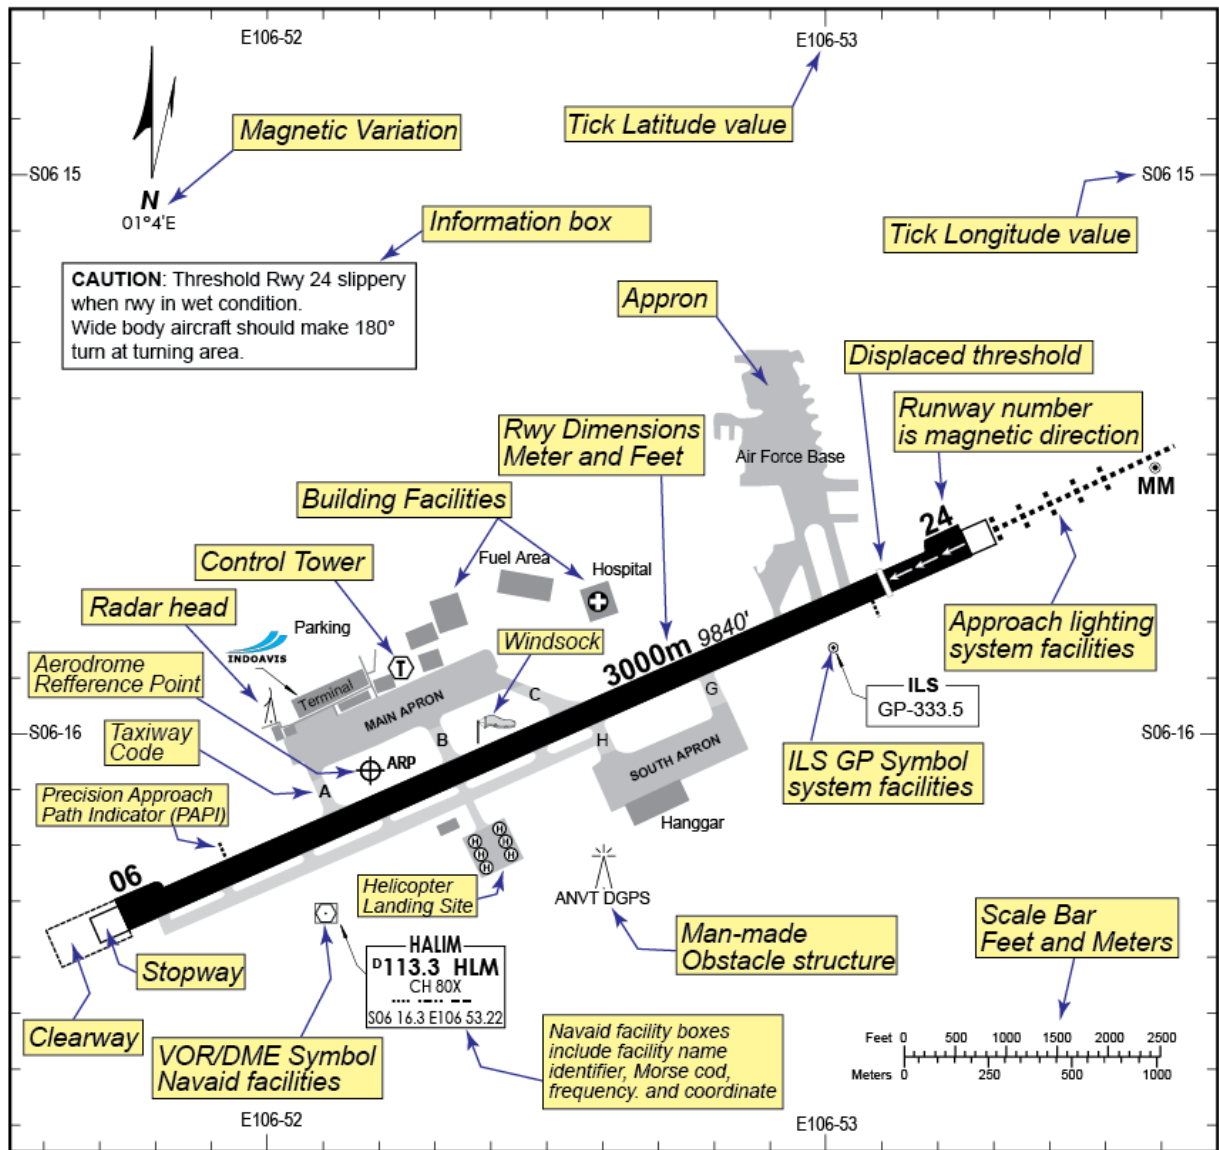 E106-52
E106-53
Magnetic Variation
Tick Latitude value
S06 15
S06 15
N
01°4'E
Information box
Tick Longitude value
CAUTION: Threshold Rwy 24 slippery
when rwy in wet condition.
Wide body aircraft should make 180°
turn at turning area.
Appron
Displaced threshold
Runway number
is magnetic direction
Rwy Dimensions
Meter and Feet
Air Force Base
MM
Building Facilities
24
Control Tower
Fuel Area
Hospital
Radar head
Parking
INDOAVIS
Windsock
3000m 9840'
Approach lighting
system facilities
Aerodrome
Refference Point
Terminal
T
MAIN APRON
C
G
ILS
GP-333.5
S06-16
S06-16
Taxiway
Code
B
H
SOUTH APRON
ARP
ILS GP Symbol
system facilities
A
Precision Approach
Path Indicator (PAPI)
Hanggar
H
H
H
H
H
06
Helicopter
Landing Site
ANVT DGPS
Man-made
Obstacle structure
Scale Bar
Feet and Meters
Stopway
HALIM
D113.3 HLM
CH 80X
S06 16.3 E106 53.22
Clearway
VOR/DME Symbol
Navaid facilities
Navaid facility boxes
include facility name
identifier, Morse cod,
frequency. and coordinate
Feet 0 500 1000 1500 2000 2500
Meters 0 250 500 1000
E106-52
E106-53